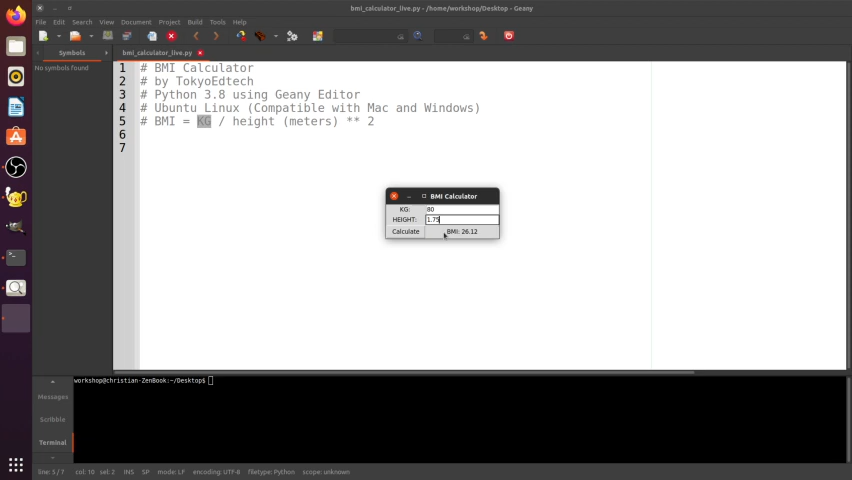 bmi_calculator_live.py - /home/workshop/Desktop - Geany
File Edit Search View Document Project Build Tools Help
Symbols
bmi_calculator_live.py
No symbols found
1 # BMI Calculator
2 # by TokyoEdtech
3 # Python 3.8 using Geany Editor
4 # Ubuntu Linux (Compatible with Mac and Windows)
5 # BMI = KG / height (meters) ** 2
6
7
BMI Calculator
KG: 80
HEIGHT: 1.75
Calculate BMI: 26.12
workshop@christian-ZenBook:~/Desktop$
Messages
Scribble
Terminal
line: 5 / 7 col: 10 sel: 2 INS SP mode: LF encoding: UTF-8 filetype: Python scope: unknown